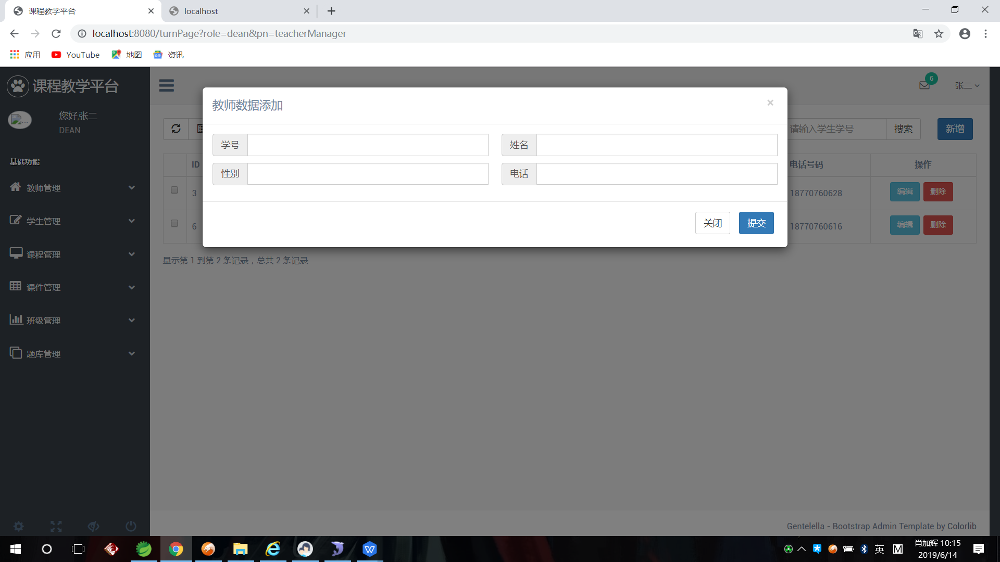 课程教学平台
localhost
localhost:8080/turnPage?role=dean&pn=teacherManager
应用
YouTube
地图
资讯
课程教学平台
您好,张二
DEAN
基础功能
教师管理
学生管理
课程管理
课件管理
班级管理
题库管理
6
张二
教师数据添加
×
学号
姓名
性别
电话
关闭
提交
请输入学生学号
搜索
新增
ID
电话号码
操作
3
18770760628
编辑
删除
6
18770760616
编辑
删除
显示第 1 到第 2 条记录，总共 2 条记录
Gentelella - Bootstrap Admin Template by Colorlib
英
M
肖加辉 10:15
2019/6/14